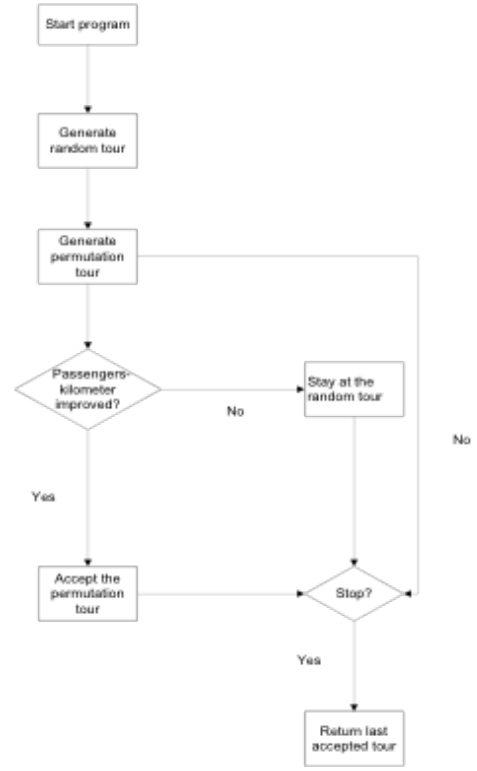 Start program
Generate
random tour
Generate
permutation
tour
Passengers-
kilometer
improved?
No
Stay at the
random tour
No
Yes
Accept the
permutation
tour
Stop?
Yes
Return last
accepted tour